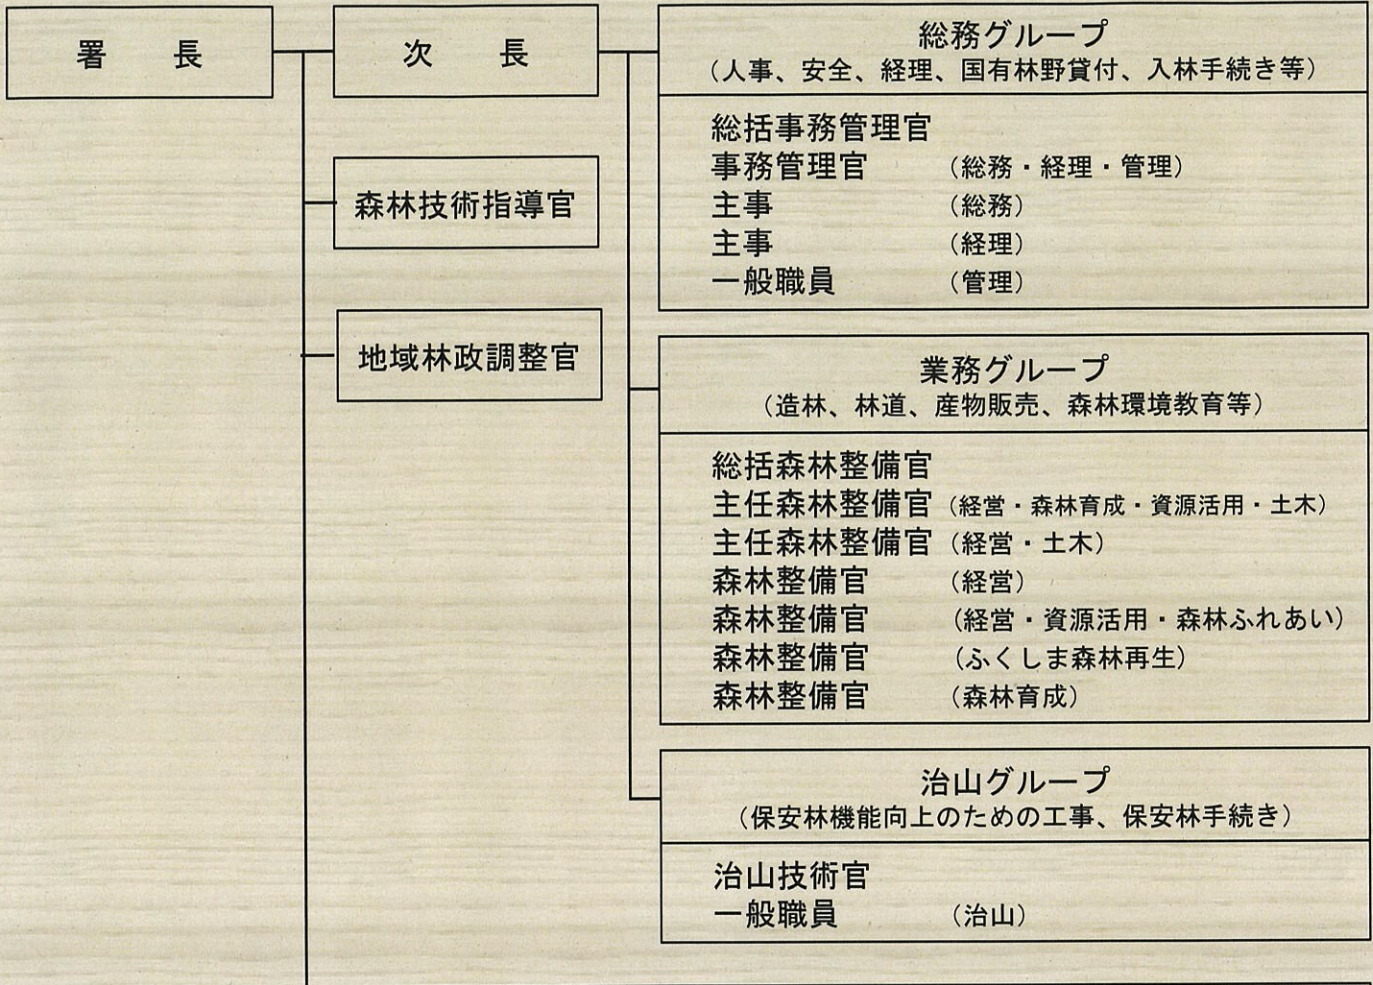 署　長
次　長
森林技術指導官
地域林政調整官
総務グループ
（人事、安全、経理、国有林野貸付、入林手続き等）
総括事務管理官
事務管理官　（総務・経理・管理）
主事　（総務）
主事　（経理）
一般職員　（管理）
業務グループ
（造林、林道、産物販売、森林環境教育等）
総括森林整備官
主任森林整備官（経営・森林育成・資源活用・土木）
主任森林整備官（経営・土木）
森林整備官　（経営）
森林整備官　（経営・資源活用・森林ふれあい）
森林整備官　（ふくしま森林再生）
森林整備官　（森林育成）
治山グループ
（保安林機能向上のための工事、保安林手続き）
治山技術官
一般職員　（治山）